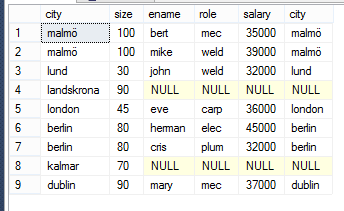 city size ename role salary city
1 malmö 100 bert mec 35000 malmö
2 malmö 100 mike weld 39000 malmö
3 lund 30 john weld 32000 lund
4 landskrona 90 NULL NULL NULL NULL
5 london 45 eve carp 36000 london
6 berlin 80 herman elec 45000 berlin
7 berlin 80 cris plum 32000 berlin
8 kalmar 70 NULL NULL NULL NULL
9 dublin 90 mary mec 37000 dublin